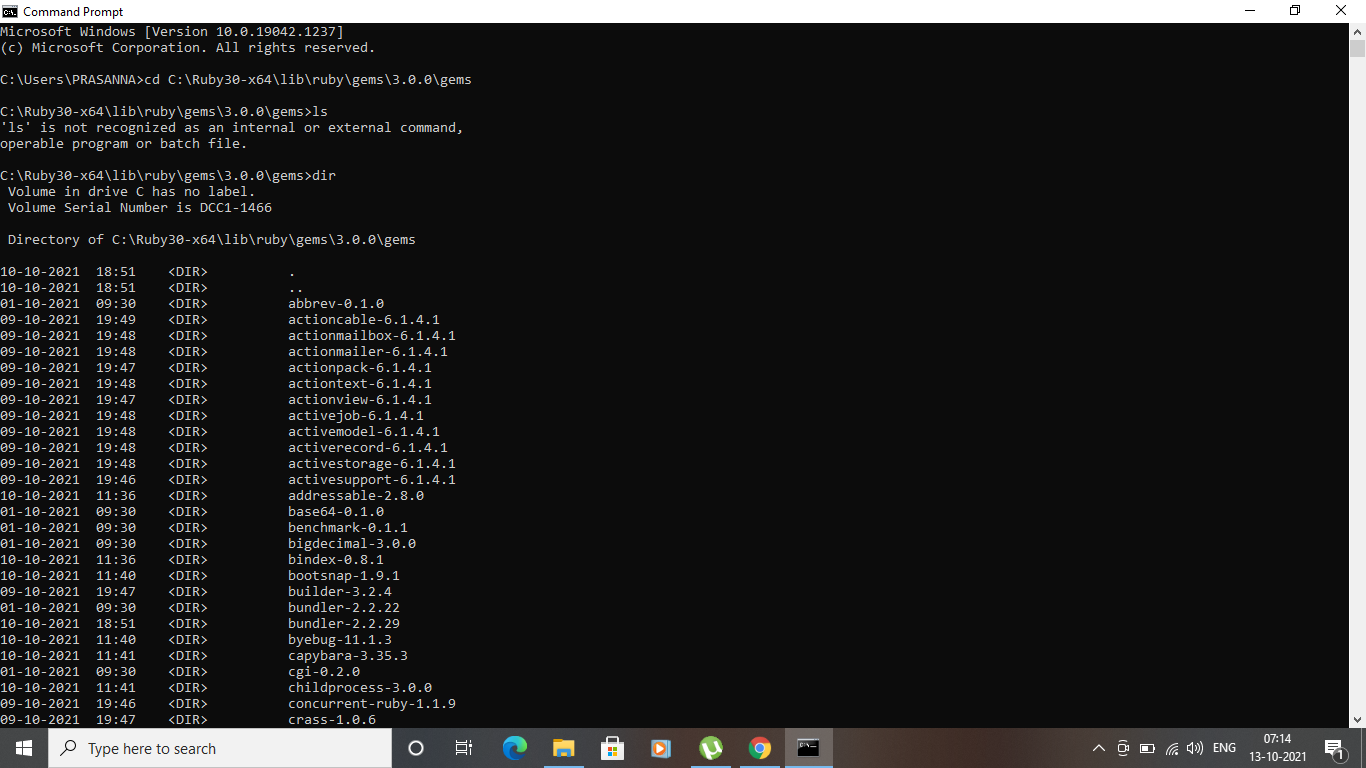 Command Prompt
Microsoft Windows [Version 10.0.19042.1237]
(c) Microsoft Corporation. All rights reserved.
C:\Users\PRASANNA>cd C:\Ruby30-x64\lib\ruby\gems\3.0.0\gems
C:\Ruby30-x64\lib\ruby\gems\3.0.0\gems>ls
'ls' is not recognized as an internal or external command,
operable program or batch file.
C:\Ruby30-x64\lib\ruby\gems\3.0.0\gems>dir
Volume in drive C has no label.
Volume Serial Number is DCC1-1466
Directory of C:\Ruby30-x64\lib\ruby\gems\3.0.0\gems
10-10-2021  18:51    <DIR>          .
10-10-2021  18:51    <DIR>          ..
01-10-2021  09:30    <DIR>          abbrev-0.1.0
09-10-2021  19:49    <DIR>          actioncable-6.1.4.1
09-10-2021  19:48    <DIR>          actionmailbox-6.1.4.1
09-10-2021  19:48    <DIR>          actionmailer-6.1.4.1
09-10-2021  19:47    <DIR>          actionpack-6.1.4.1
09-10-2021  19:48    <DIR>          actiontext-6.1.4.1
09-10-2021  19:47    <DIR>          actionview-6.1.4.1
09-10-2021  19:48    <DIR>          activejob-6.1.4.1
09-10-2021  19:48    <DIR>          activemodel-6.1.4.1
09-10-2021  19:48    <DIR>          activerecord-6.1.4.1
09-10-2021  19:48    <DIR>          activestorage-6.1.4.1
09-10-2021  19:46    <DIR>          activesupport-6.1.4.1
10-10-2021  11:36    <DIR>          addressable-2.8.0
01-10-2021  09:30    <DIR>          base64-0.1.0
01-10-2021  09:30    <DIR>          benchmark-0.1.1
01-10-2021  09:30    <DIR>          bigdecimal-3.0.0
10-10-2021  11:36    <DIR>          bindex-0.8.1
10-10-2021  11:40    <DIR>          bootsnap-1.9.1
09-10-2021  19:47    <DIR>          builder-3.2.4
01-10-2021  09:30    <DIR>          bundler-2.2.22
10-10-2021  18:51    <DIR>          bundler-2.2.29
10-10-2021  11:40    <DIR>          byebug-11.1.3
10-10-2021  11:41    <DIR>          capybara-3.35.3
01-10-2021  09:30    <DIR>          cgi-0.2.0
10-10-2021  11:41    <DIR>          childprocess-3.0.0
09-10-2021  19:46    <DIR>          concurrent-ruby-1.1.9
09-10-2021  19:47    <DIR>          crass-1.0.6
Type here to search
ENG
07:14
13-10-2021
1